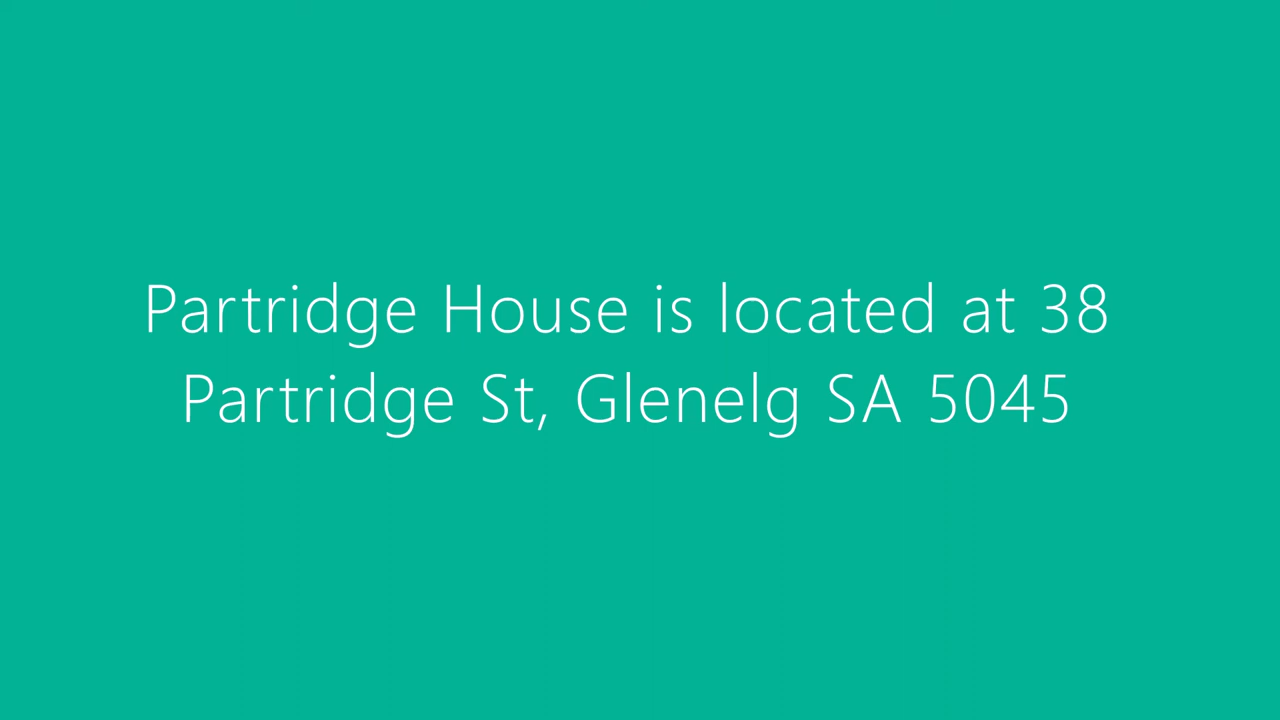 Partridge House is located at 38
Partridge St, Glenelg SA 5045